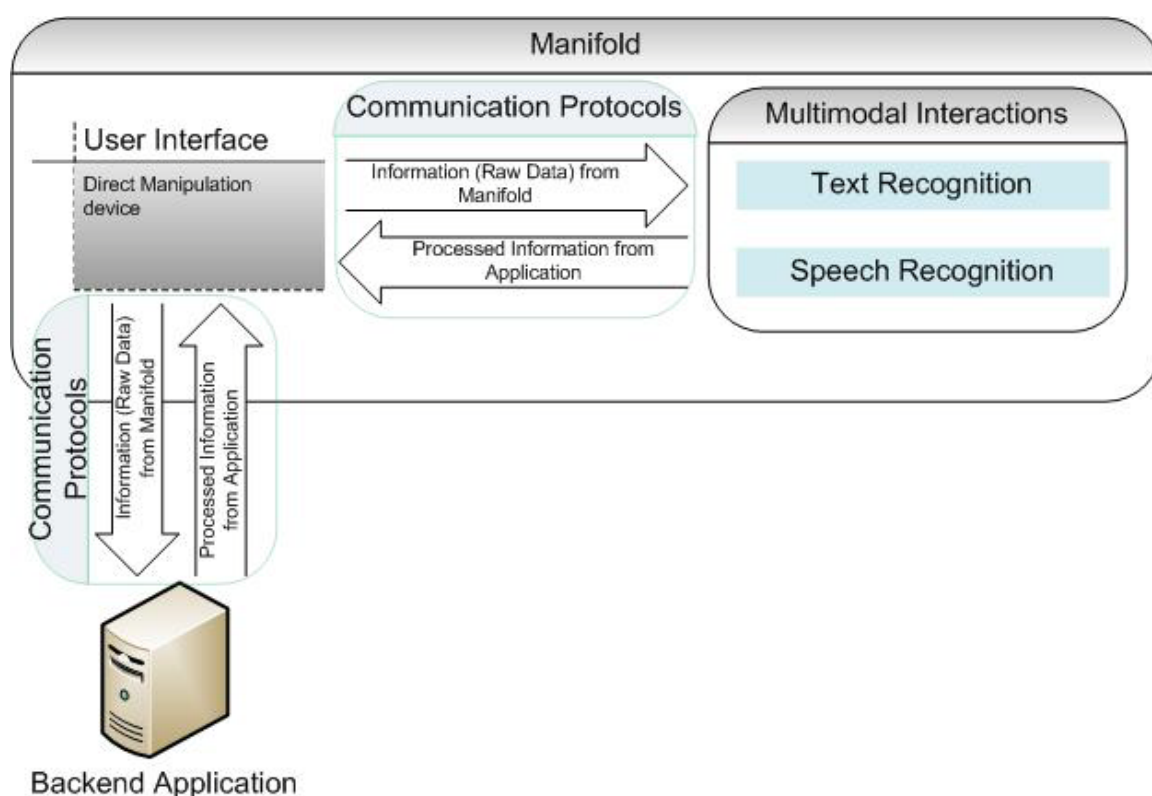 Manifold
Communication Protocols
Multimodal Interactions
User Interface
Direct Manipulation
device
Information (Raw Data) from
Manifold
Processed Information from
Application
Text Recognition
Speech Recognition
Communication
Protocols
Information (Raw Data)
from Manifold
Processed Information
from Application
Backend Application